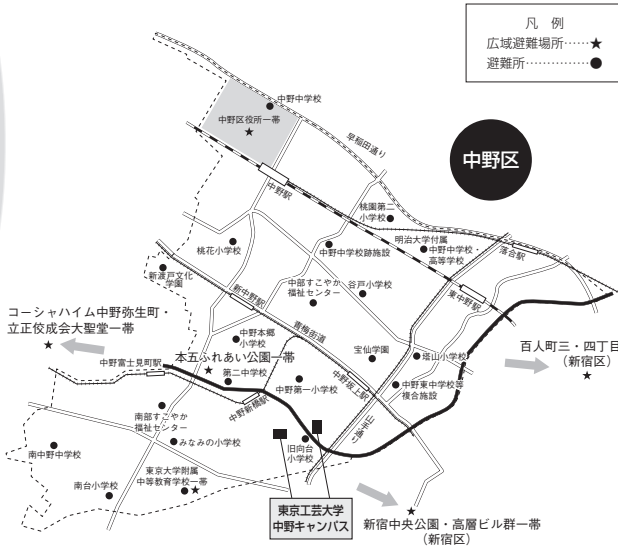 凡 例
広域避難場所……★
避難所……………●
中野区
中野中学校
中野区役所一帯
★
早稲田通り
中野駅
桃園第二
小学校
明治大学付属
中野中学校・
高等学校
落合駅
桃花小学校
中野中学校跡施設
新渡戸文化
学園
新中野駅
中部すこやか
福祉センター
谷戸小学校
東中野駅
コーシャハイム中野弥生町・
立正佼成会大聖堂一帯
★
青梅街道
中野本郷
小学校
本五ふれあい公園一帯
★
宝仙学園
塔山小学校
百人町三・四丁目
(新宿区)
★
中野富士見町駅
第二中学校
中野第一小学校
中野坂上駅
中野東中学校等
複合施設
中野新橋駅
山手通り
南部すこやか
福祉センター
みなみの小学校
旧向台
小学校
南中野中学校
南台小学校
東京大学附属
中等教育学校一帯
★
東京工芸大学
中野キャンパス
★
新宿中央公園・高層ビル群一帯
(新宿区)